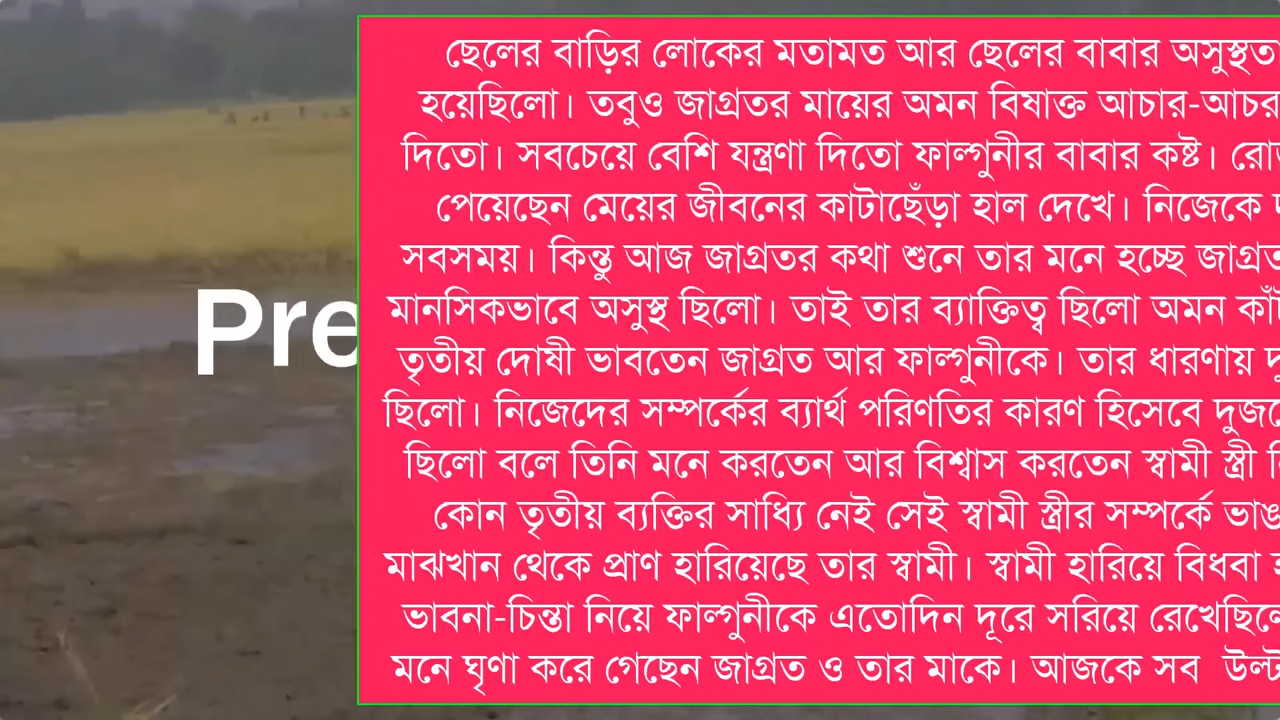 ছেলের বাড়ির লোকের মতামত আর ছেলের বাবার অসুস্থত
হয়েছিলো। তবুও জাগ্রতর মায়ের অমন বিষাক্ত আচার-আচর
দিতো। সবচেয়ে বেশি যন্ত্রণা দিতো ফাল্গুনীর বাবার কষ্ট।
পেয়েছেন মেয়ের জীবনের কাটাছেঁড়া হাল দেখে। নিজেকে
সবসময়। কিন্তু আজ জাগ্রতর কথা শুনে তার মনে হচ্ছে জাগ্রত
Pre
মানসিকভাবে অসুস্থ ছিলো। তাই তার ব্যাক্তিত্ব ছিলো অমন
তৃতীয় দোষী ভাবতেন জাগ্রত আর ফাল্গুনীকে। তার ধারণায়
ছিলো। নিজেদের সম্পর্কের ব্যার্থ পরিণতির কারণ হিসেবে
ছিলো বলে তিনি মনে করতেন আর বিশ্বাস করতেন স্বামী স্ত্রী
কোন তৃতীয় ব্যক্তির সাধ্যি নেই সেই স্বামী স্ত্রীর সম্পর্কে
মাঝখান থেকে প্রাণ হারিয়েছে তার স্বামী। স্বামী হারিয়ে বিধবা
ভাবনা-চিন্তা নিয়ে ফাল্গুনীকে এতোদিন দূরে সরিয়ে
মনে ঘৃণা করে গেছেন জাগ্রত ও তার মাকে। আজকে সব